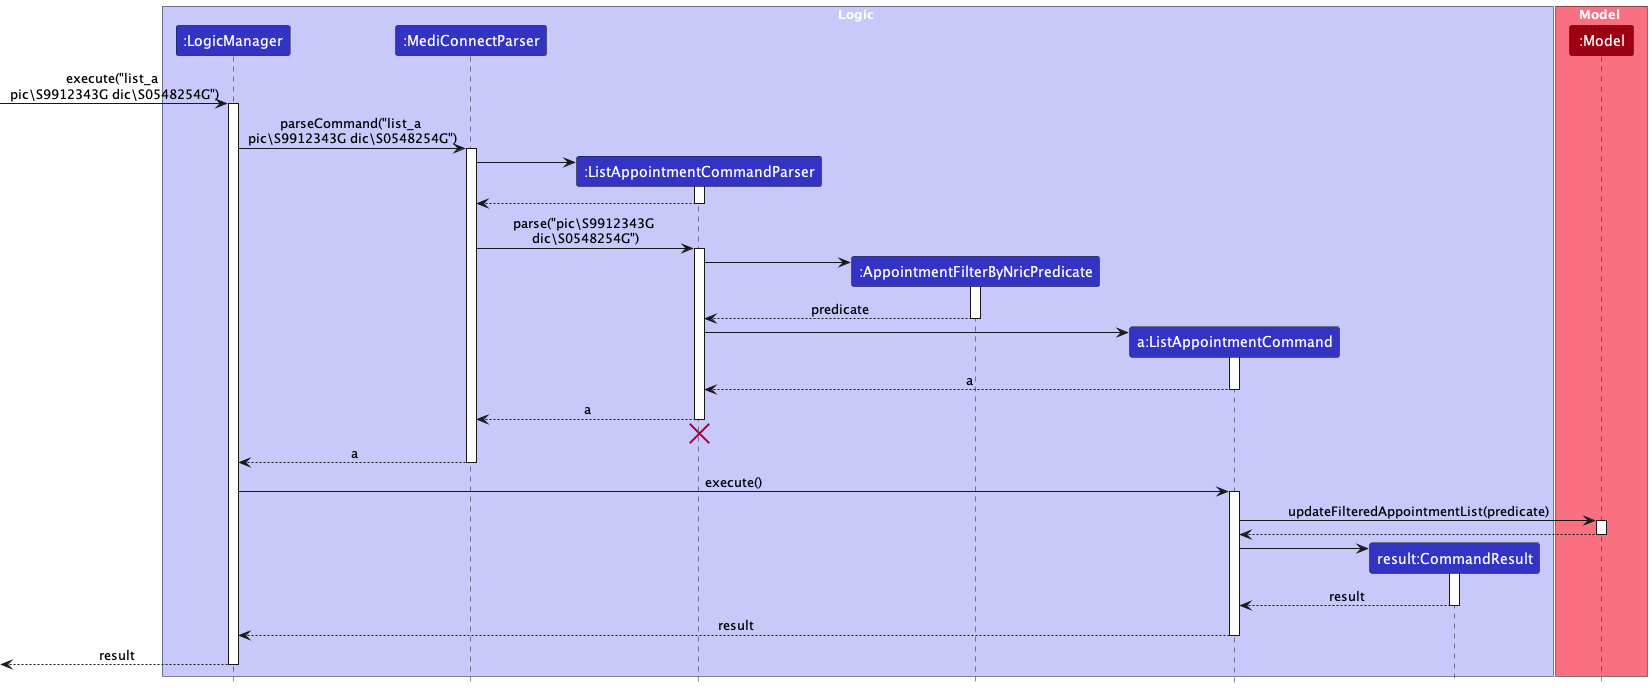 Logic
Model
:LogicManager
:MediConnectParser
:Model
execute("list_a
pic\S9912343G dic\S0548254G")
parseCommand("list_a
pic\S9912343G dic\S0548254G")
:ListAppointmentCommandParser
parse("pic\S9912343G
dic\S0548254G")
:AppointmentFilterByNricPredicate
predicate
a:ListAppointmentCommand
a
a
a
execute()
updateFilteredAppointmentList(predicate)
result:CommandResult
result
result
result